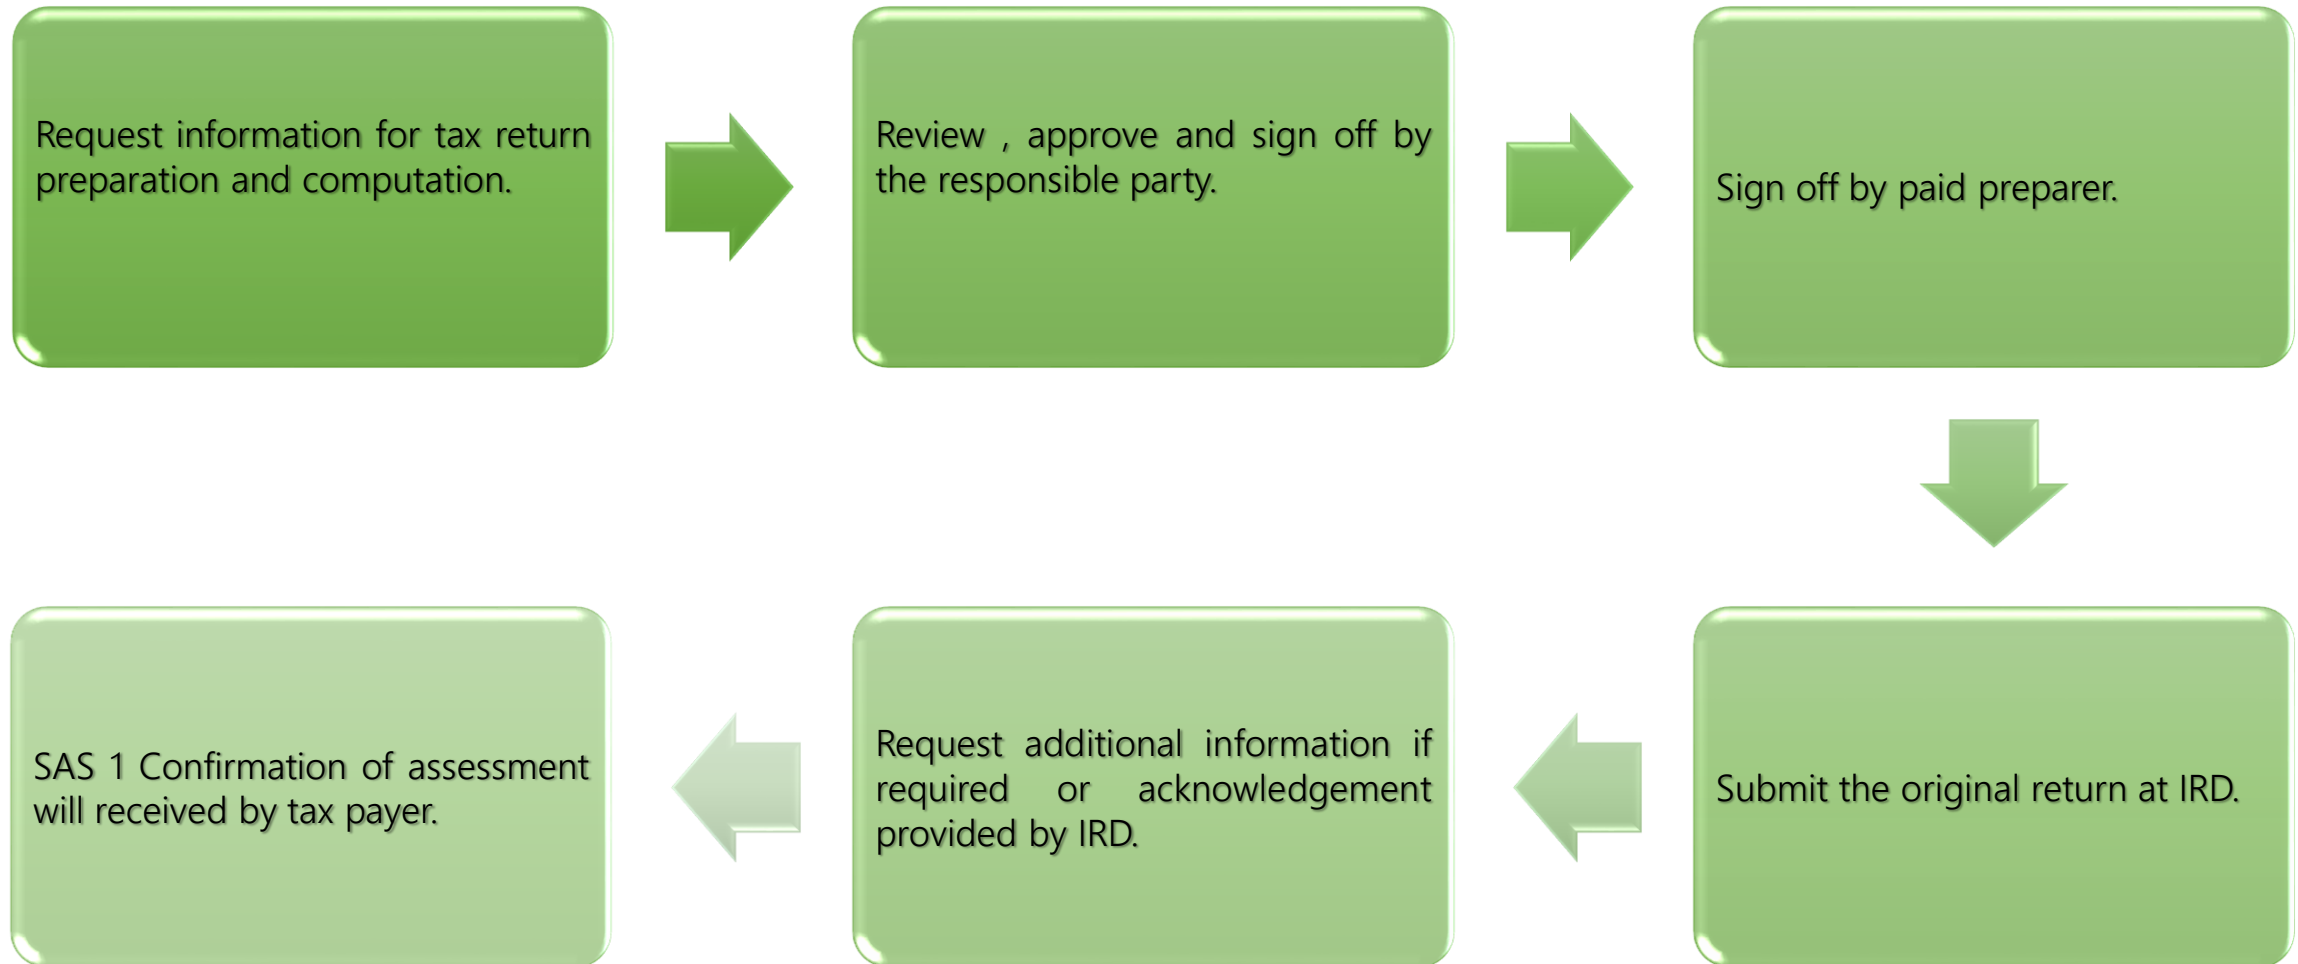 Request information for tax return
preparation and computation.
Review , approve and sign off by
the responsible party.
Sign off by paid preparer.
Submit the original return at IRD.
Request additional information if
required or acknowledgement
provided by IRD.
SAS 1 Confirmation of assessment
will received by tax payer.